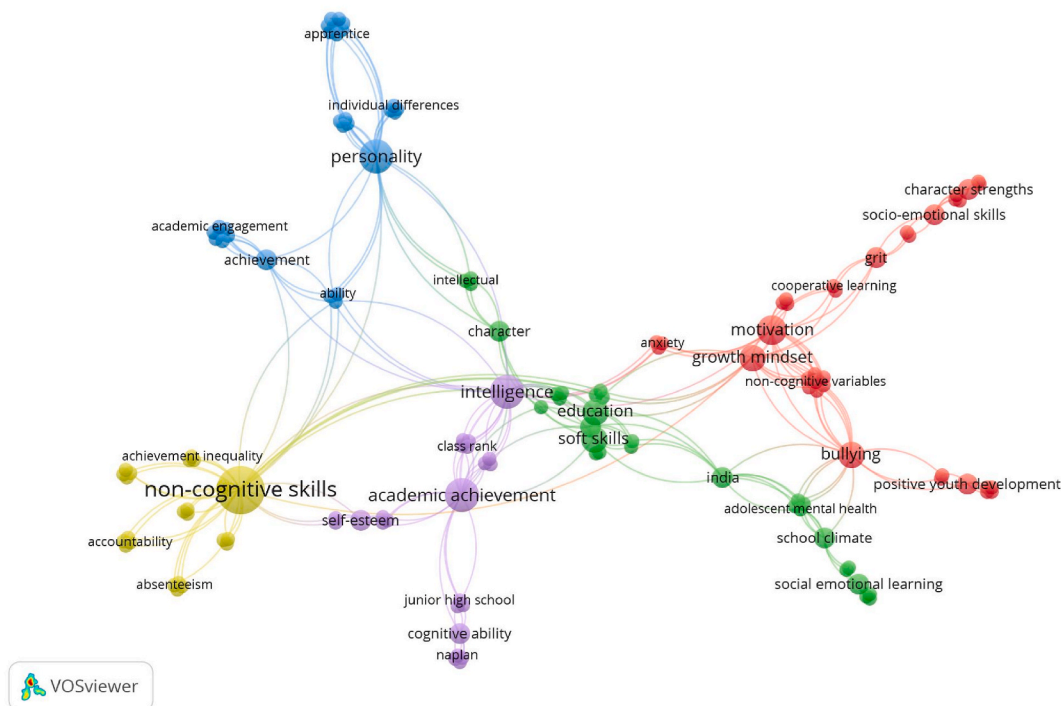 apprentice
individual differences
personality
character strengths
socio-emotional skills
academic engagement
achievement
grit
intellectual
cooperative learning
ability
character
motivation
anxiety
growth mindset
non-cognitive variables
intelligence
education
soft skills
class rank
bullying
achievement inequality
india
positive youth development
non-cognitive skills
academic achievement
adolescent mental health
self-esteem
accountability
school climate
absenteeism
social emotional learning
junior high school
cognitive ability
naplan
VOSviewer